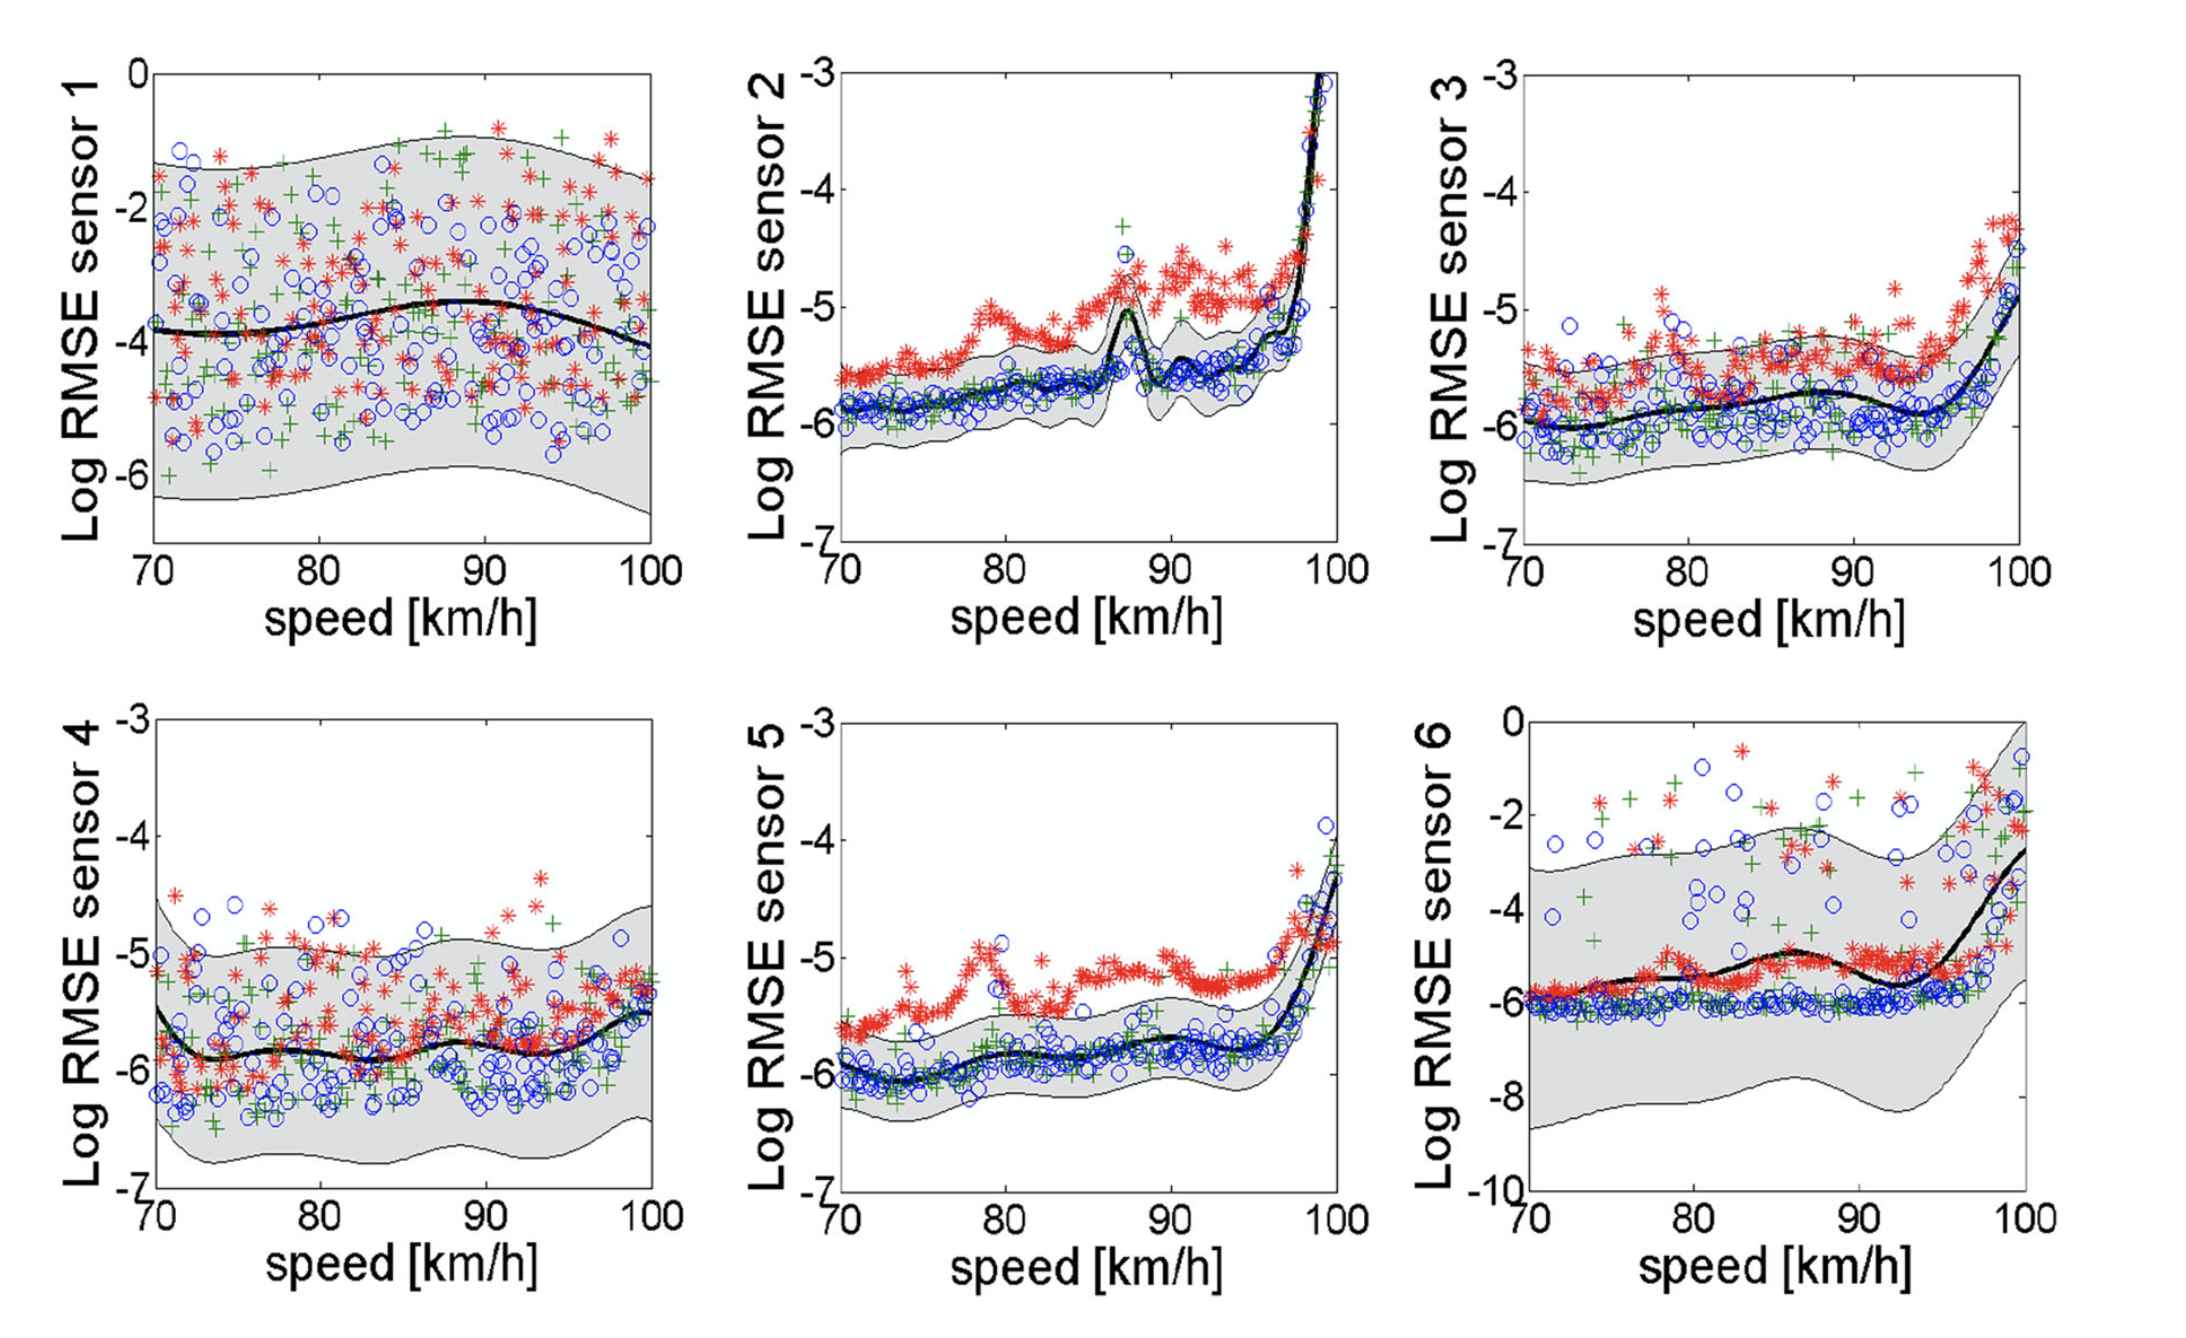 Log RMSE sensor 1
0
-2
-4
-6
70 80 90 100
speed [km/h]
Log RMSE sensor 2
-3
-4
-5
-6
-7
70 80 90 100
speed [km/h]
Log RMSE sensor 3
-3
-4
-5
-6
-7
70 80 90 100
speed [km/h]
Log RMSE sensor 4
-3
-4
-5
-6
-7
70 80 90 100
speed [km/h]
Log RMSE sensor 5
-3
-4
-5
-6
-7
70 80 90 100
speed [km/h]
Log RMSE sensor 6
0
-2
-4
-6
-8
-10
70 80 90 100
speed [km/h]